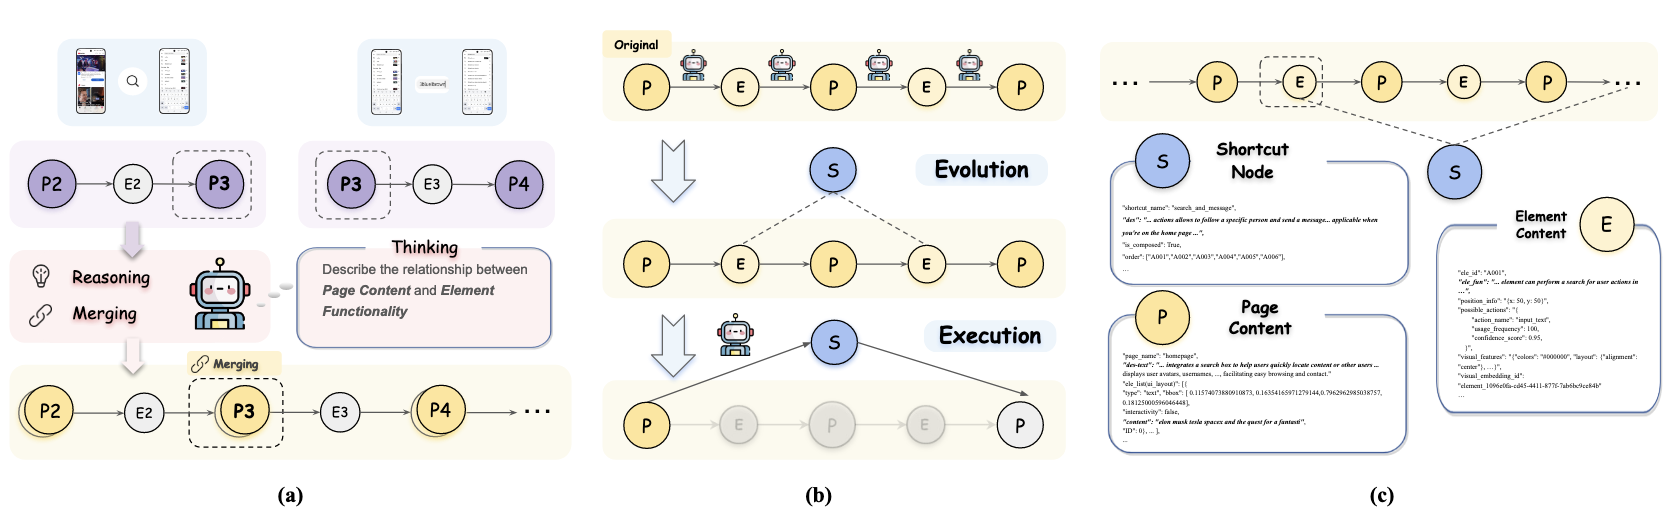 P2
E2
P3
P3
E3
P4
Reasoning
Merging
Thinking
Describe the relationship between
Page Content and Element
Functionality
Merging
P2
E2
P3
E3
P4
...
(a)
Original
P
E
P
E
P
S
Evolution
P
E
P
E
P
Execution
S
P
E
P
E
P
(b)
...
P
E
P
E
P
...
S
Shortcut
Node
"shortcut_name": "search_and_message",
"des": "... actions allows to follow a specific person and send a message... applicable when
you're on the home page ...",
"is_composed": True,
"order": ["A001","A002","A003","A004","A005","A006"],
...
S
P
Page
Content
"page_name": "homepage",
"des-text": "... integrates a search box to help users quickly locate content or other users ...
displays user avatars, usernames, ..., facilitating easy browsing and contact."
"ele_list(ui_layout)": [{
"type": "text", "bbox": [ 0.11574073880910873, 0.16354165971279144,0.7962962985038757,
0.18125000596046448],
"interactivity": false,
"content": "elon musk tesla spacex and the quest for a fantasti",
"ID": 0}, ... ],
...
Element
Content
E
"ele_id": "A001",
"ele_fun": "... element can perform a search for user actions in
...",
"position_info": "{x: 50, y: 50}",
"possible_actions": "{
"action_name": "input_text",
"usage_frequency": 100,
"confidence_score": 0.95,
}",
"visual_features": "{"colors": "#000000", "layout": {"alignment":
"center"}, ...}",
"visual_embedding_id":
...
(c)